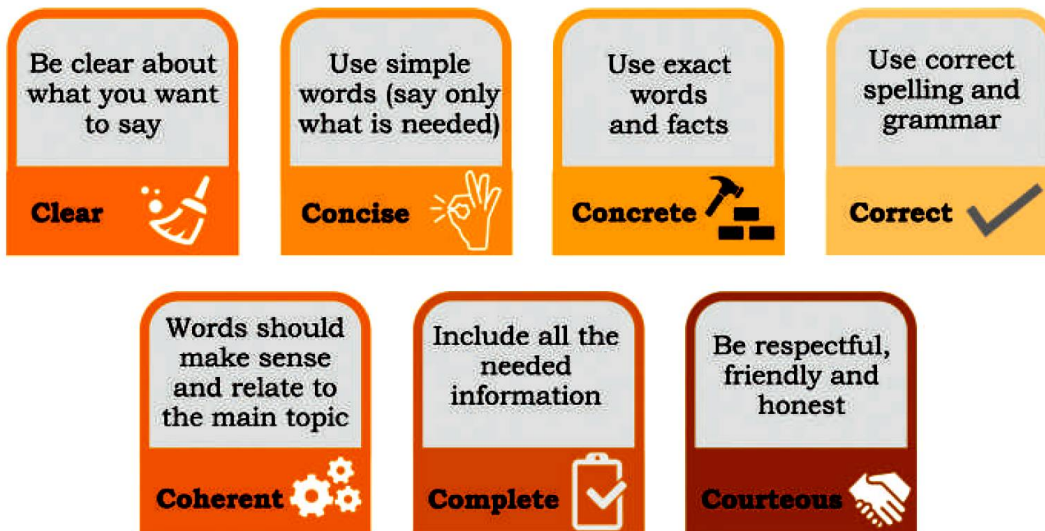 Be clear about
what you want
to say
Clear
Use simple
words (say only
what is needed)
Concise
Use exact
words
and facts
Concrete
Use correct
spelling and
grammar
Correct
Words should
make sense
and relate to
the main topic
Coherent
Include all the
needed
information
Complete
Be respectful,
friendly and
honest
Courteous